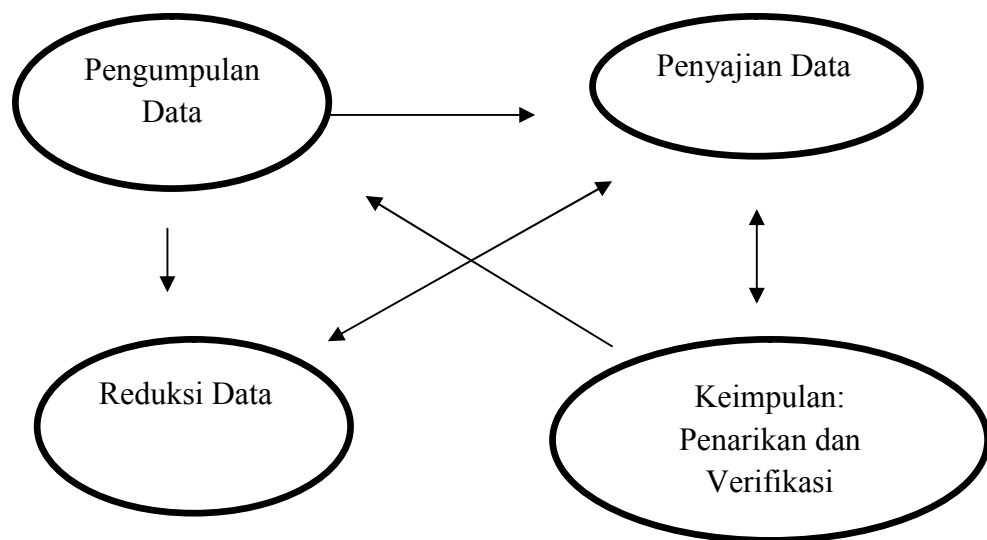 Pengumpulan
Data
Penyajian Data
Reduksi Data
Keimpulan:
Penarikan dan
Verifikasi